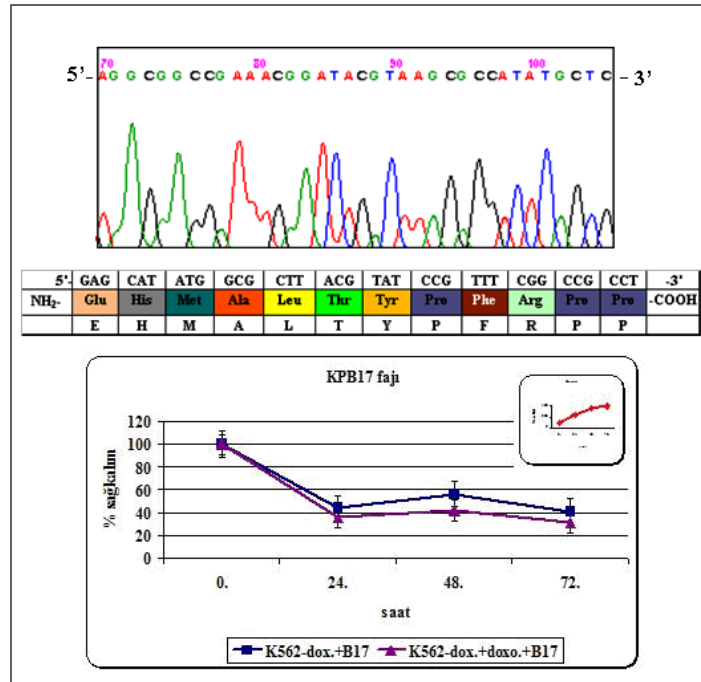 70 80 90 100
5’- AGGCGGCCGAAACGGATACGTAAGCGCCATATGCTC -3’
5'- GAG CAT ATG GCG CTT ACG TAT CCG TTT CGG CCG CCT -3'
NH2- Glu His Met Ala Leu Thr Tyr Pro Phe Arg Pro Pro -COOH
E H M A L T Y P F R P P
KPB17 fajı
% sağkalım
120
100
80
60
40
20
0
0. 24. 48. 72.
saat
K562-dox.+B17 K562-dox.+doxo.+B17